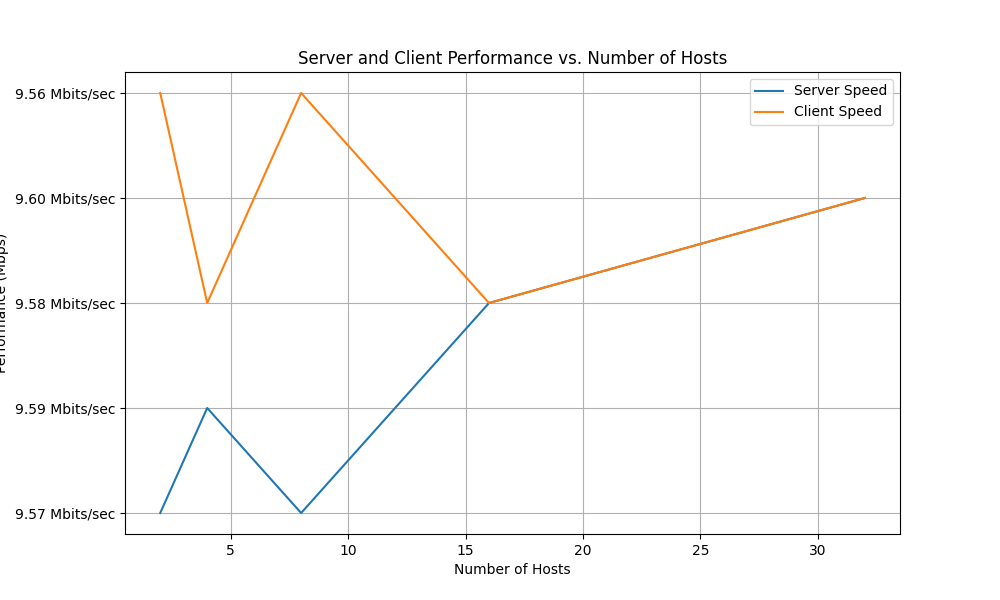 Server and Client Performance vs. Number of Hosts
Server Speed
Client Speed
9.56 Mbits/sec
9.60 Mbits/sec
9.58 Mbits/sec
9.59 Mbits/sec
9.57 Mbits/sec
Performance (Mbps)
5 10 15 20 25 30
Number of Hosts